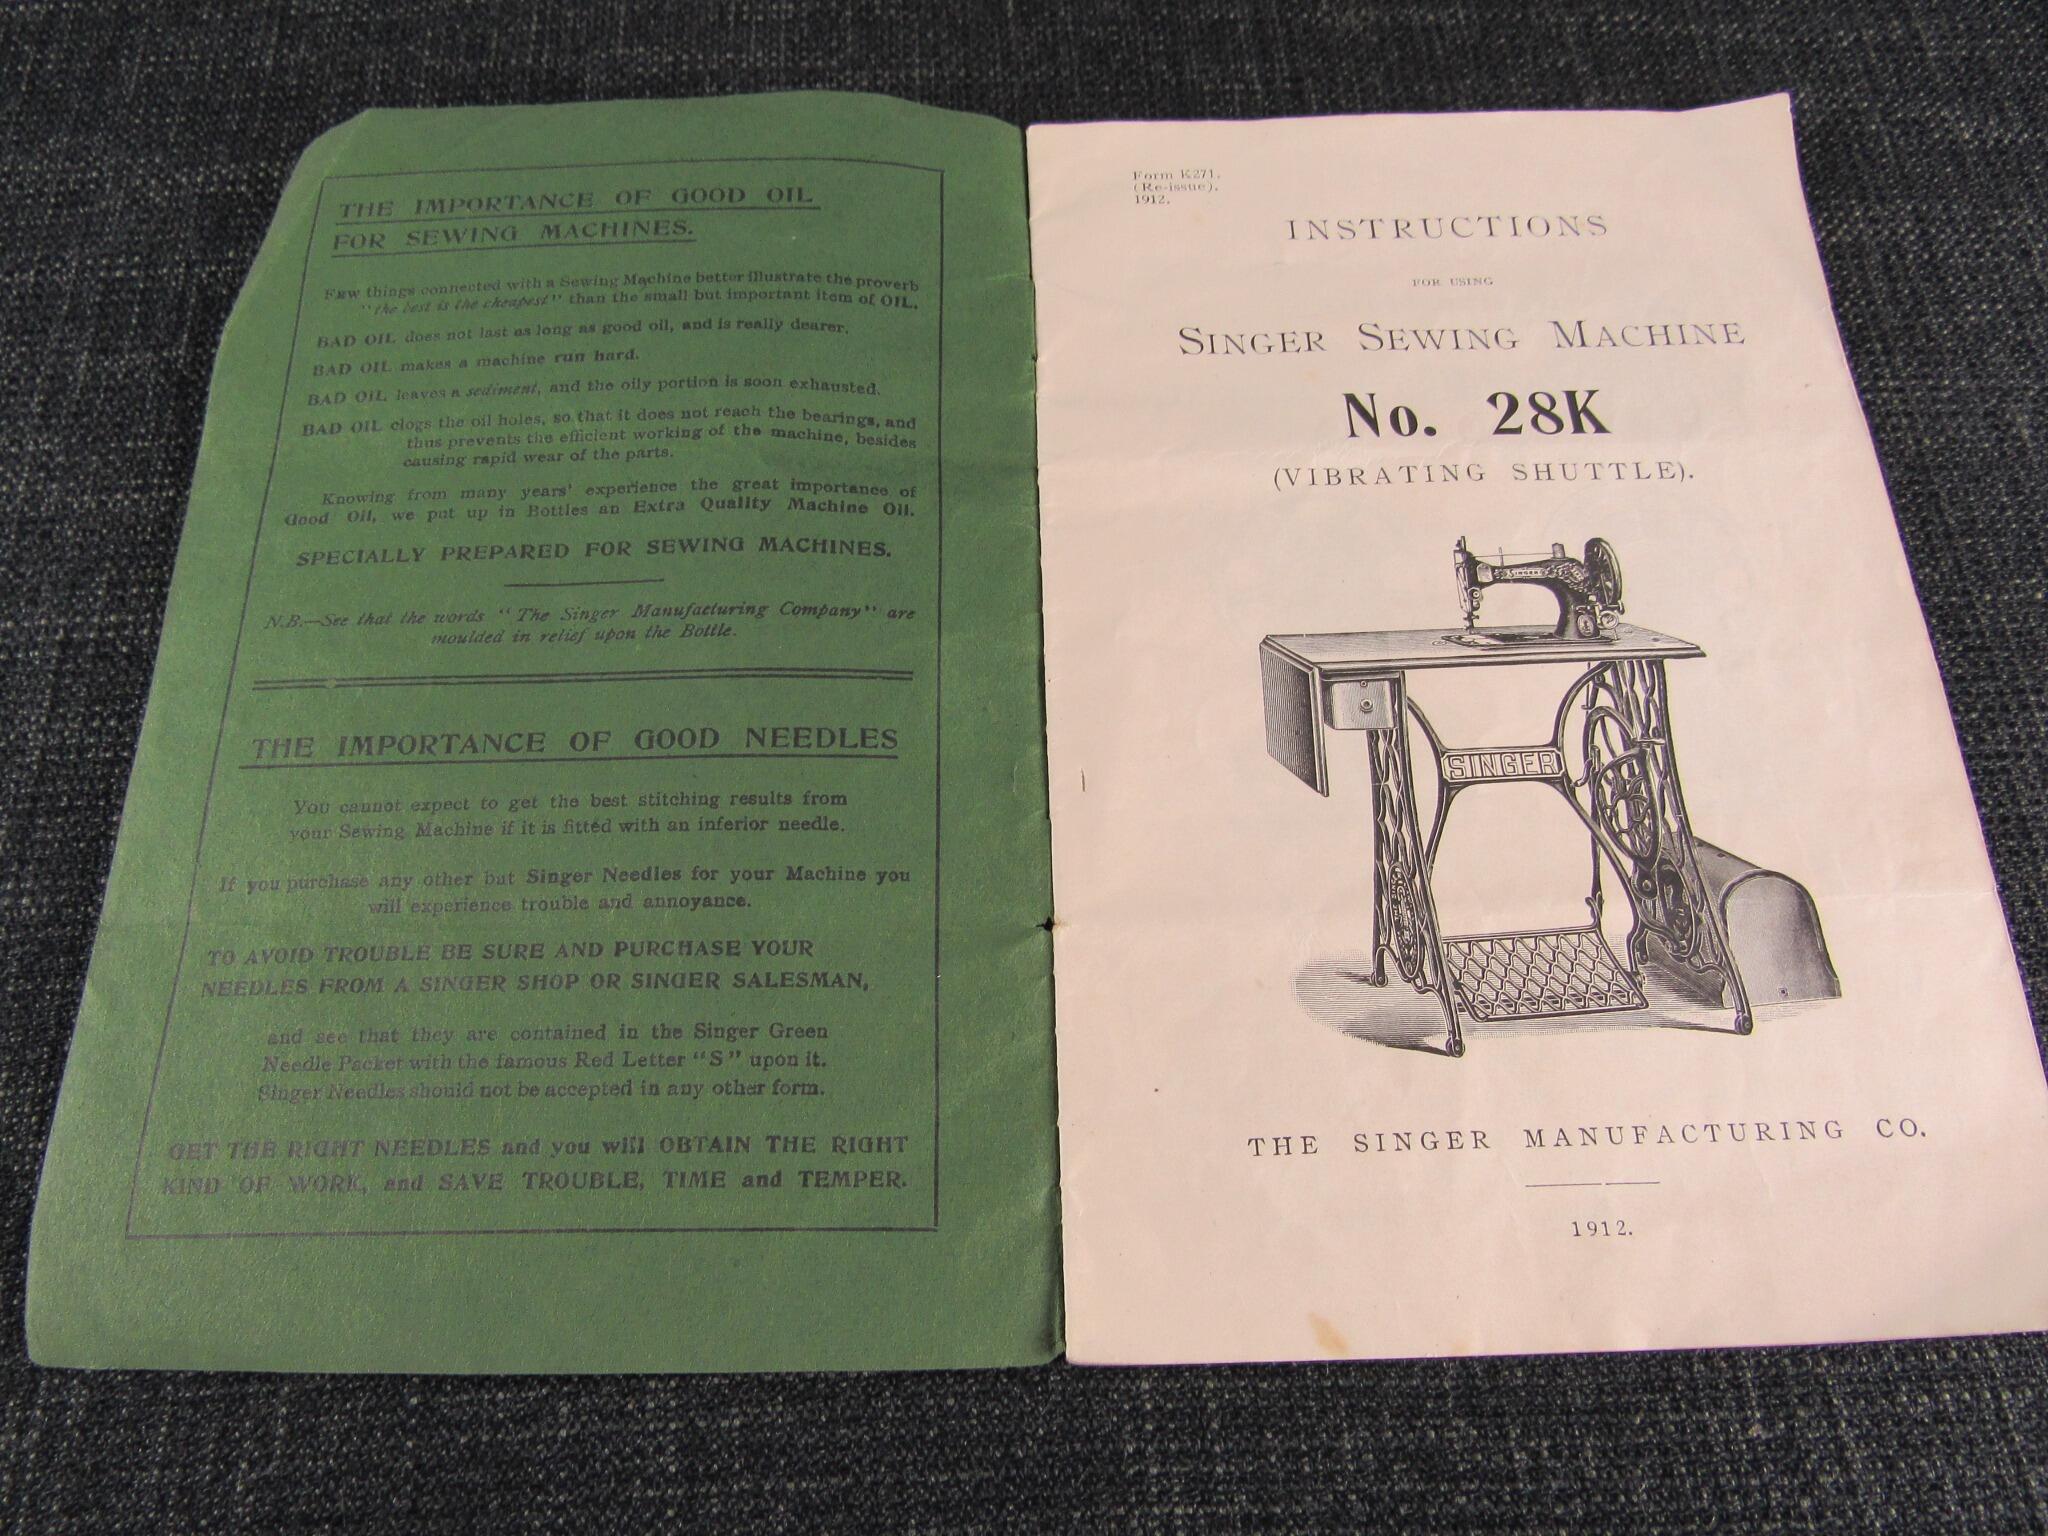 THE IMPORTANCE OF GOOD OIL
FOR SEWING MACHINES.
Few things connected with a Sewing Machine better illustrate the proverb
"the best is the cheapest" than the small but important item of OIL.
BAD OIL does not last as long as good oil, and is really dearer.
BAD OIL makes a machine run hard.
BAD OIL leaves a sediment, and the oily portion is soon exhausted.
BAD OIL clogs the oil holes, so that it does not reach the bearings, and
thus prevents the efficient working of the machine, besides
causing rapid wear of the parts.
Knowing from many years' experience the great importance of
Good Oil, we put up in Bottles an Extra Quality Machine Oil.
SPECIALLY PREPARED FOR SEWING MACHINES.
N.B.—See that the words "The Singer Manufacturing Company" are
moulded in relief upon the Bottle.
THE IMPORTANCE OF GOOD NEEDLES
You cannot expect to get the best stitching results from
your Sewing Machine if it is fitted with an inferior needle.
If you purchase any other but Singer Needles for your Machine you
will experience trouble and annoyance.
TO AVOID TROUBLE BE SURE AND PURCHASE YOUR
NEEDLES FROM A SINGER SHOP OR SINGER SALESMAN,
and see that they are contained in the Singer Green
Needle Packet with the famous Red Letter "S" upon it.
Singer Needles should not be accepted in any other form.
GET THE RIGHT NEEDLES and you will OBTAIN THE RIGHT
KIND OF WORK, and SAVE TROUBLE, TIME and TEMPER.
Form K271.
(Re-issue).
1912.
INSTRUCTIONS
FOR USING
SINGER SEWING MACHINE
No. 28K
(VIBRATING SHUTTLE).
SINGER
SINGER
THE SINGER MANUFACTURING CO.
1912.